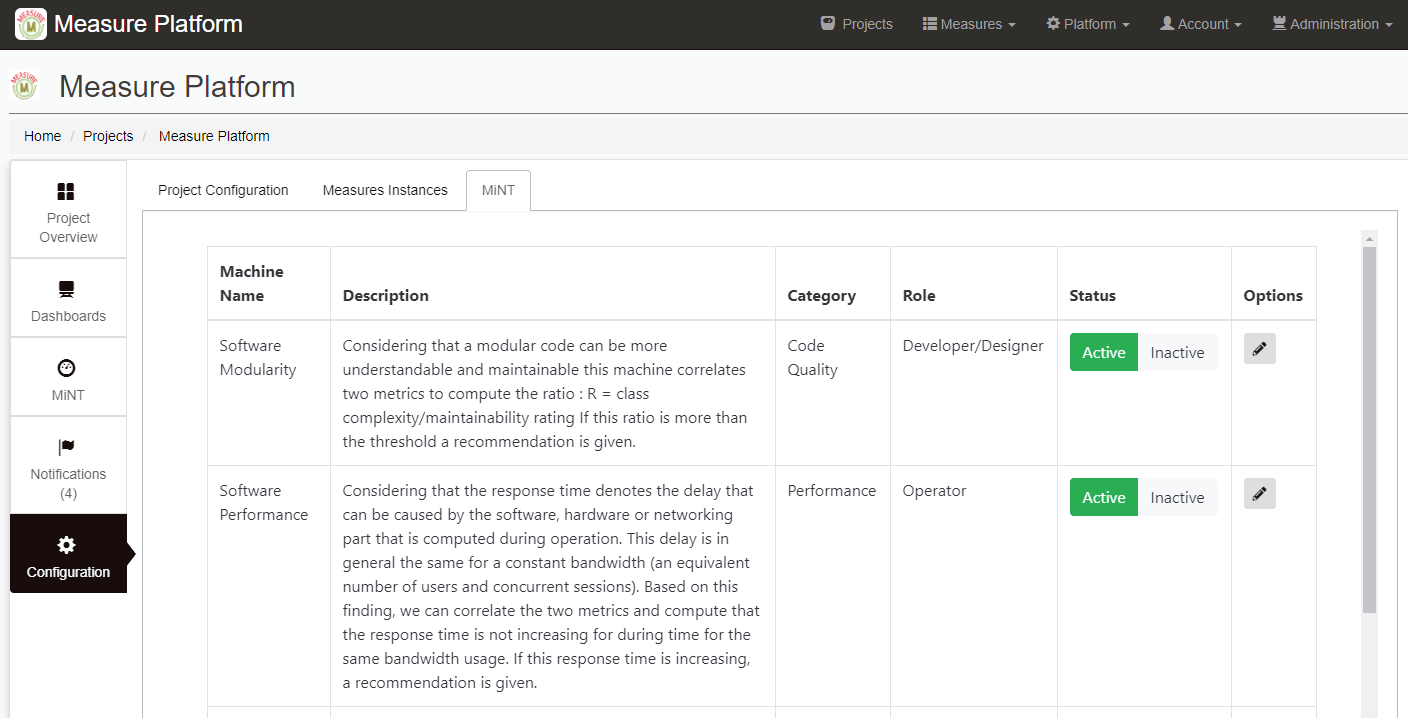 Measure Platform
Projects
Measures
Platform
Account
Administration
MEASURE
M
Measure Platform
Home / Projects / Measure Platform
Project
Overview
Dashboards
MiNT
Notifications
(4)
Configuration
Project Configuration
Measures Instances
MiNT
Machine
Name
Description
Category
Role
Status
Options
Software
Modularity
Considering that a modular code can be more
understandable and maintainable this machine correlates
two metrics to compute the ratio : R = class
complexity/maintainability rating If this ratio is more than
the threshold a recommendation is given.
Code
Quality
Developer/Designer
Active
Inactive
Software
Performance
Considering that the response time denotes the delay that
can be caused by the software, hardware or networking
part that is computed during operation. This delay is in
general the same for a constant bandwidth (an equivalent
number of users and concurrent sessions). Based on this
finding, we can correlate the two metrics and compute that
the response time is not increasing for during time for the
same bandwidth usage. If this response time is increasing,
a recommendation is given.
Performance
Operator
Active
Inactive